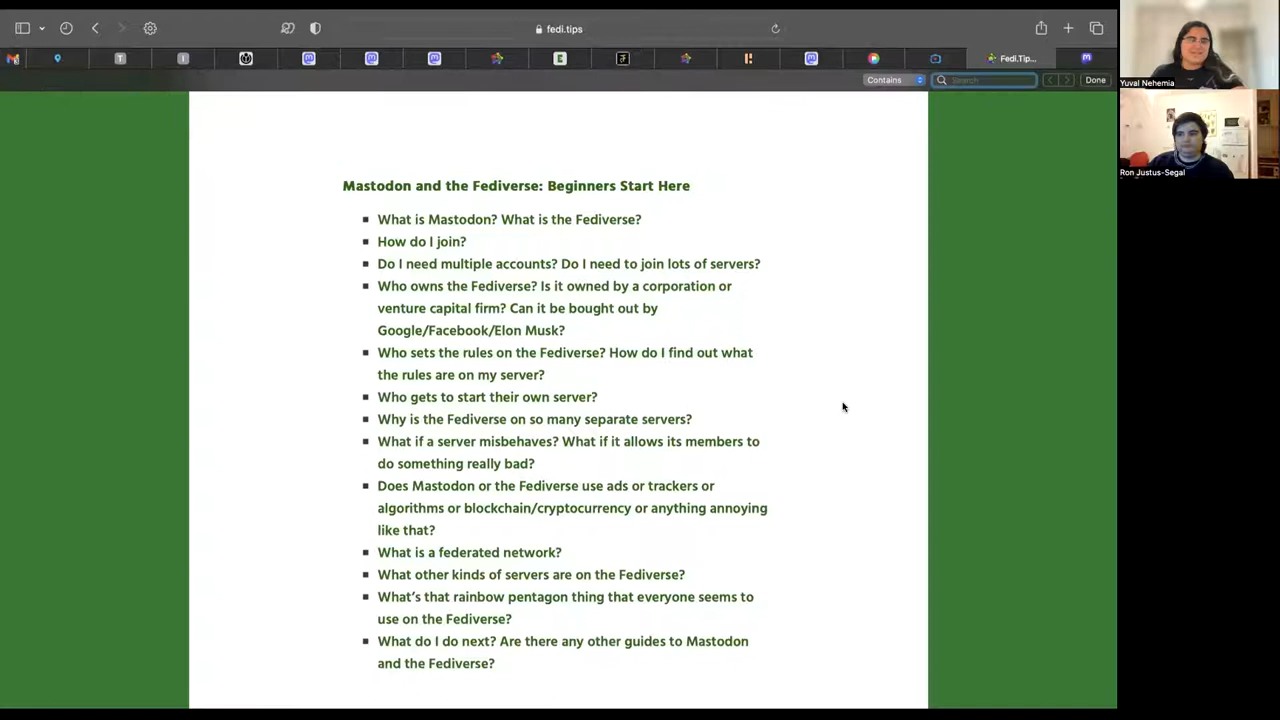 fedi.tips
Fedi.Tip...
Contains
Search
Done
Mastodon and the Fediverse: Beginners Start Here
What is Mastodon? What is the Fediverse?
How do I join?
Do I need multiple accounts? Do I need to join lots of servers?
Who owns the Fediverse? Is it owned by a corporation or
venture capital firm? Can it be bought out by
Google/Facebook/Elon Musk?
Who sets the rules on the Fediverse? How do I find out what
the rules are on my server?
Who gets to start their own server?
Why is the Fediverse on so many separate servers?
What if a server misbehaves? What if it allows its members to
do something really bad?
Does Mastodon or the Fediverse use ads or trackers or
algorithms or blockchain/cryptocurrency or anything annoying
like that?
What is a federated network?
What other kinds of servers are on the Fediverse?
What's that rainbow pentagon thing that everyone seems to
use on the Fediverse?
What do I do next? Are there any other guides to Mastodon
and the Fediverse?
Yuval Nehemia
Ron Justus-Segal